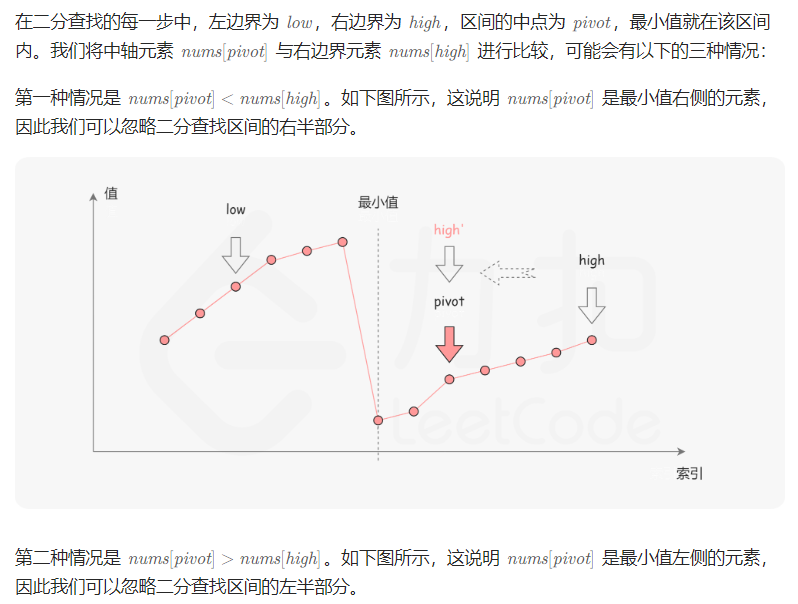 在二分查找的每一步中，左边界为 low，右边界为 high，区间的中点为 pivot，最小值就在该区间
内。我们将中轴元素 nums[pivot] 与右边界元素 nums[high] 进行比较，可能会有以下的三种情况：
第一种情况是 nums[pivot] < nums[high]。如下图所示，这说明 nums[pivot] 是最小值右侧的元素，
因此我们可以忽略二分查找区间的右半部分。
值
low
最小值
high'
high
pivot
力扣
LeetCode
索引
第二种情况是 nums[pivot] > nums[high]。如下图所示，这说明 nums[pivot] 是最小值左侧的元素，
因此我们可以忽略二分查找区间的左半部分。